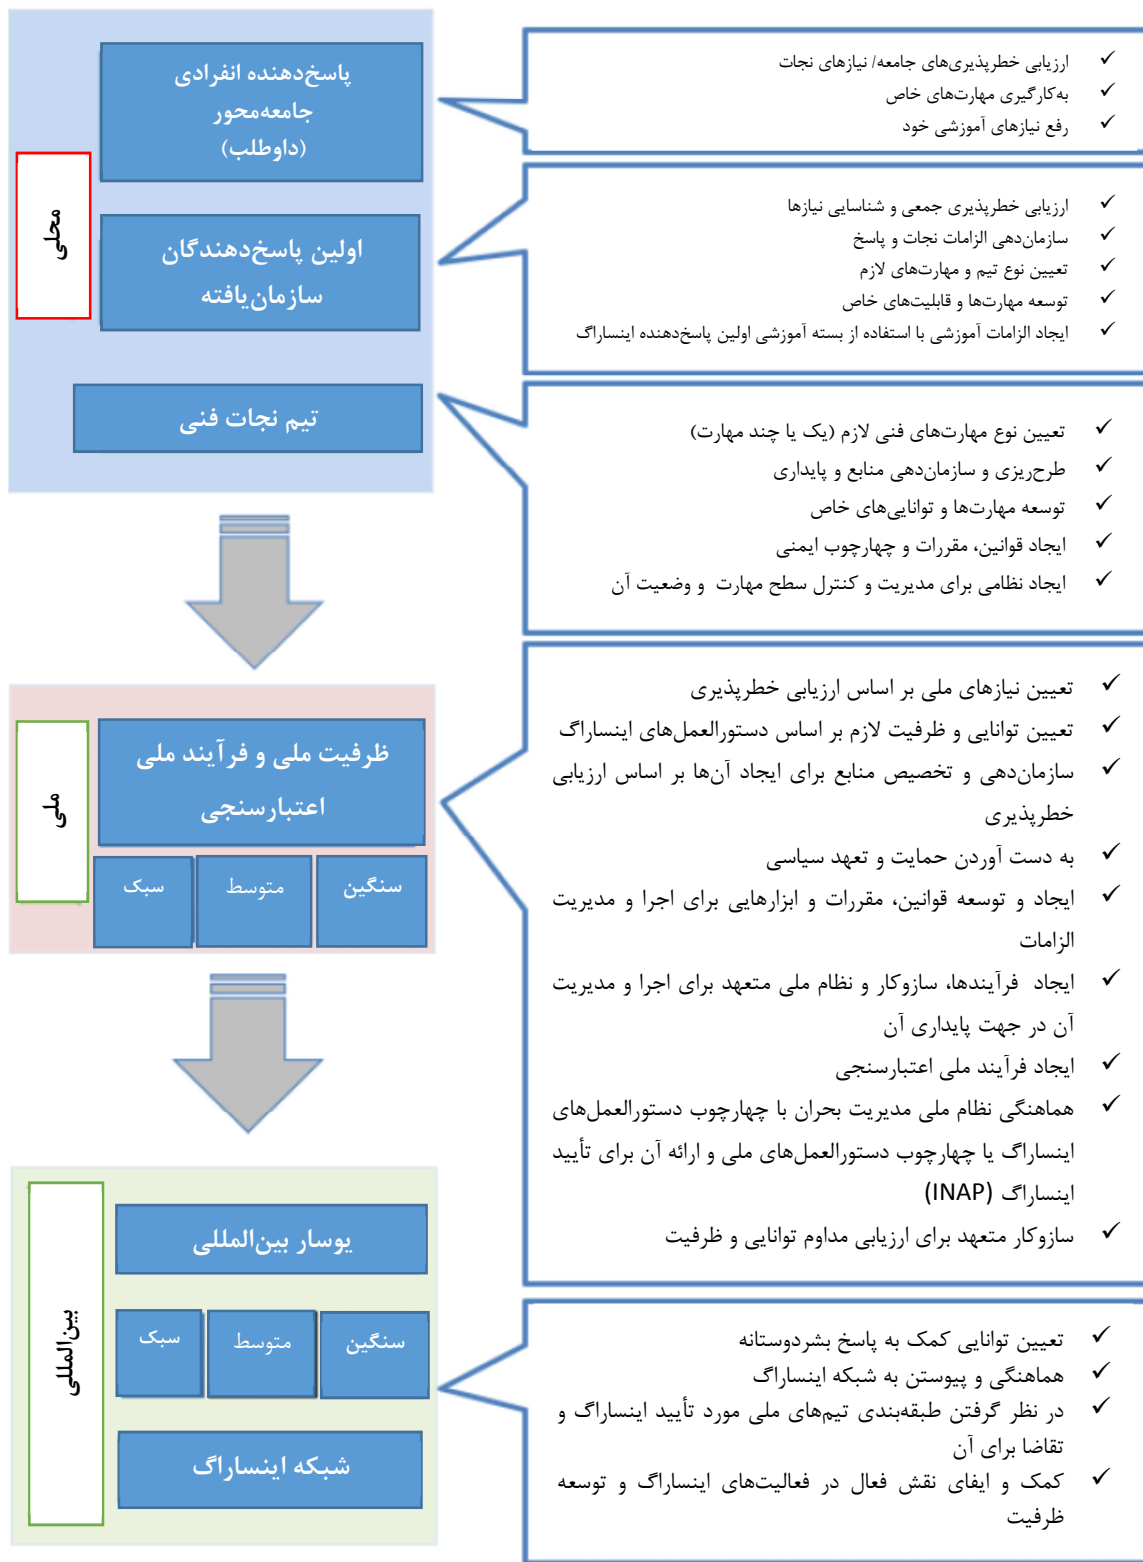 پاسخ‌دهنده انفرادی
جامعه‌محور
(داوطلب)
ارزیابی خطرپذیری‌های جامعه/ نیازهای نجات
به‌کارگیری مهارت‌های خاص
رفع نیازهای آموزشی خود
محلی
اولین پاسخ‌دهندگان
سازمان‌یافته
ارزیابی خطرپذیری جمعی و شناسایی نیازها
سازمان‌دهی الزامات نجات و پاسخ
تعیین نوع تیم و مهارت‌های لازم
توسعه مهارت‌ها و قابلیت‌های خاص
ایجاد الزامات آموزشی با استفاده از بسته آموزشی اولین پاسخ‌دهنده اینساراگ
تیم نجات فنی
تعیین نوع مهارت‌های فنی لازم (یک یا چند مهارت)
طرح‌ریزی و سازمان‌دهی منابع و پایداری
توسعه مهارت‌ها و توانایی‌های خاص
ایجاد قوانین، مقررات و چهارچوب ایمنی
ایجاد نظامی برای مدیریت و کنترل سطح مهارت و وضعیت آن
ملی
ظرفیت ملی و فرآیند ملی
اعتبارسنجی
سنگین
متوسط
سبک
تعیین نیازهای ملی بر اساس ارزیابی خطرپذیری
تعیین توانایی و ظرفیت لازم بر اساس دستورالعمل‌های اینساراگ
سازمان‌دهی و تخصیص منابع برای ایجاد آن‌ها بر اساس ارزیابی
خطرپذیری
به دست آوردن حمایت و تعهد سیاسی
ایجاد و توسعه قوانین، مقررات و ابزارهایی برای اجرا و مدیریت
الزامات
ایجاد فرآیندها، سازوکار و نظام ملی متعهد برای اجرا و مدیریت
آن در جهت پایداری آن
ایجاد فرآیند ملی اعتبارسنجی
هماهنگی نظام ملی مدیریت بحران با چهارچوب دستورالعمل‌های
اینساراگ یا چهارچوب دستورالعمل‌های ملی و ارائه آن برای تأیید
اینساراگ (INAP)
سازوکار متعهد برای ارزیابی مداوم توانایی و ظرفیت
بین‌المللی
یوسار بین‌المللی
سنگین
متوسط
سبک
شبکه اینساراگ
تعیین توانایی کمک به پاسخ بشردوستانه
هماهنگی و پیوستن به شبکه اینساراگ
در نظر گرفتن طبقه‌بندی تیم‌های ملی مورد تأیید اینساراگ و
تقاضا برای آن
کمک و ایفای نقش فعال در فعالیت‌های اینساراگ و توسعه
ظرفیت